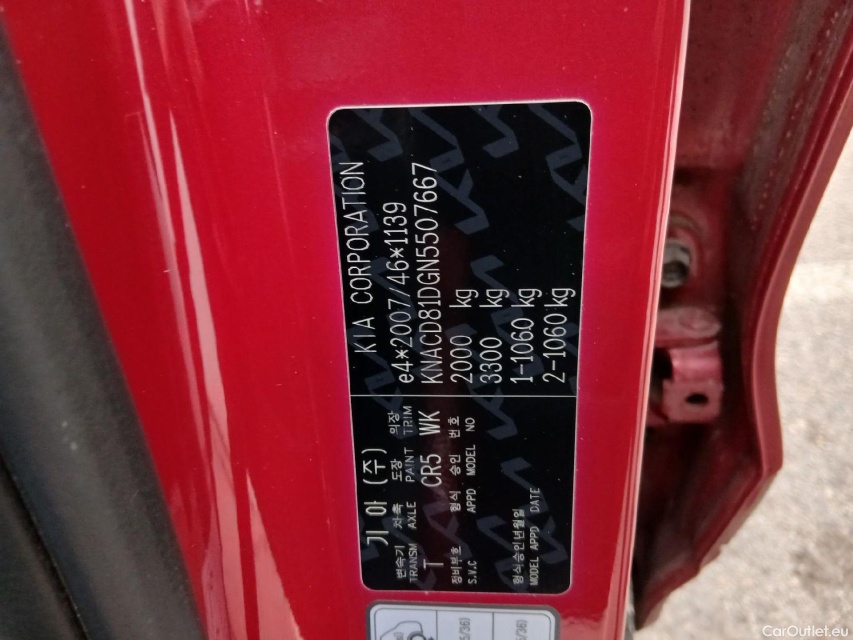 KIA CORPORATION
e4*2007/46*1139
KNACD81DGN5507667
2000 kg
3300 kg
1-1060 kg
2-1060 kg
기아 (주)
변속기 차축 도장 의장
TRANSM AXLE PAINT TRIM
T CR5 WK
정비부호 형식 승인 번호
S.V.C APPD MODEL NO
형식승인년월일
MODEL APPD DATE
CarOutlet.eu